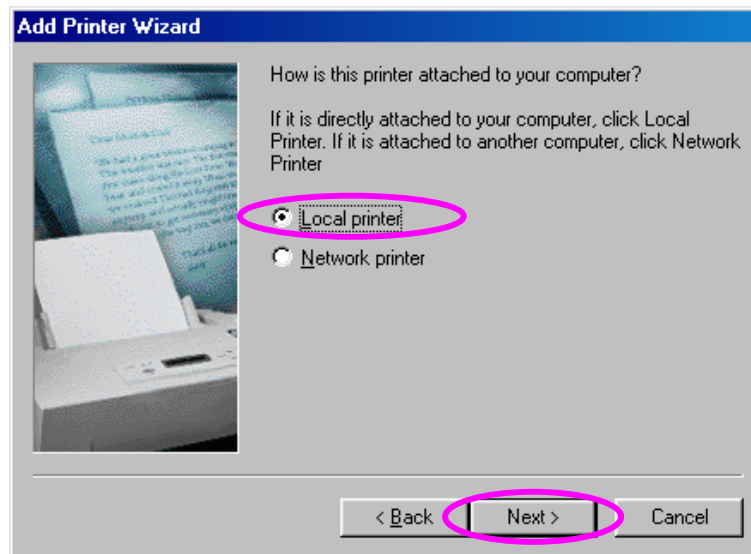 Add Printer Wizard
How is this printer attached to your computer?
If it is directly attached to your computer, click Local
Printer. If it is attached to another computer, click Network
Printer
Local printer
Network printer
< Back
Next >
Cancel